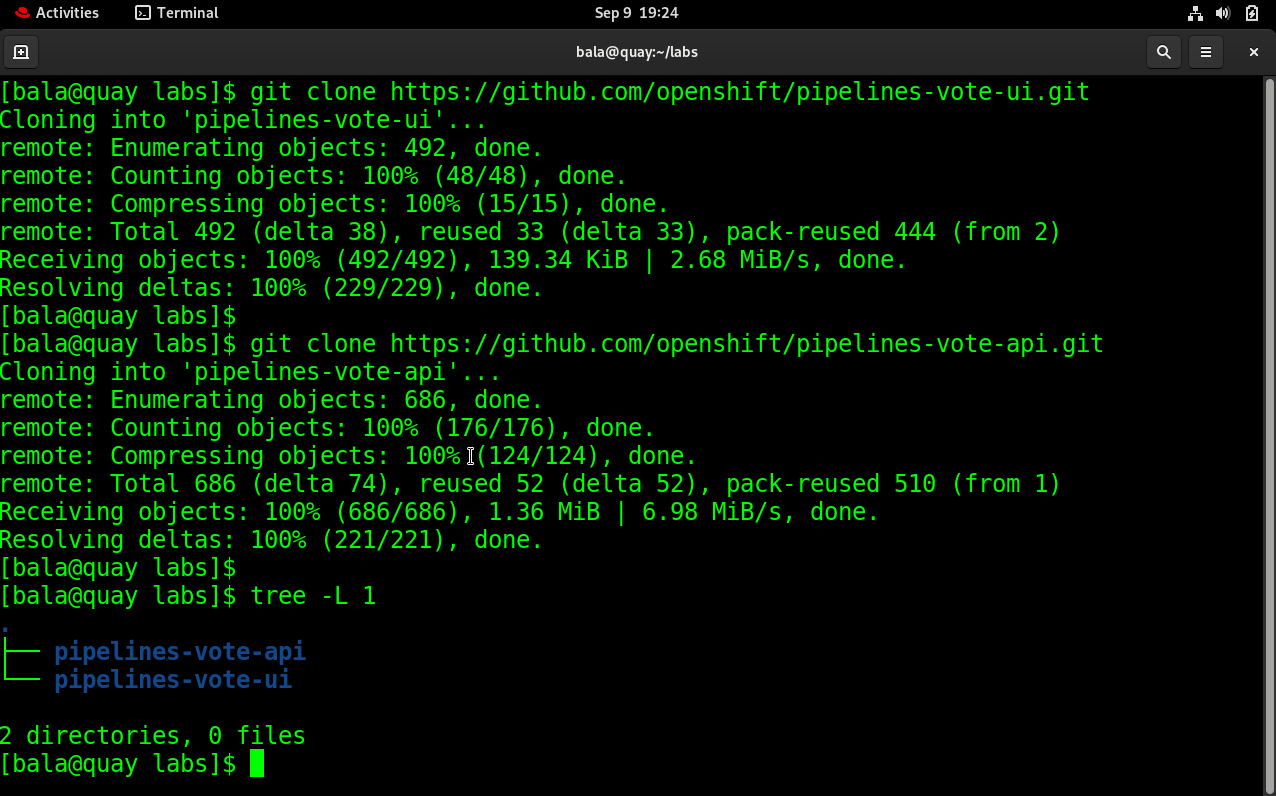 Activities Terminal Sep 9 19:24
bala@quay:~/labs
[bala@quay labs]$ git clone https://github.com/openshift/pipelines-vote-ui.git
Cloning into 'pipelines-vote-ui'...
remote: Enumerating objects: 492, done.
remote: Counting objects: 100% (48/48), done.
remote: Compressing objects: 100% (15/15), done.
remote: Total 492 (delta 38), reused 33 (delta 33), pack-reused 444 (from 2)
Receiving objects: 100% (492/492), 139.34 KiB | 2.68 MiB/s, done.
Resolving deltas: 100% (229/229), done.
[bala@quay labs]$
[bala@quay labs]$ git clone https://github.com/openshift/pipelines-vote-api.git
Cloning into 'pipelines-vote-api'...
remote: Enumerating objects: 686, done.
remote: Counting objects: 100% (176/176), done.
remote: Compressing objects: 100% (124/124), done.
remote: Total 686 (delta 74), reused 52 (delta 52), pack-reused 510 (from 1)
Receiving objects: 100% (686/686), 1.36 MiB | 6.98 MiB/s, done.
Resolving deltas: 100% (221/221), done.
[bala@quay labs]$
[bala@quay labs]$ tree -L 1
.
├── pipelines-vote-api
└── pipelines-vote-ui
2 directories, 0 files
[bala@quay labs]$